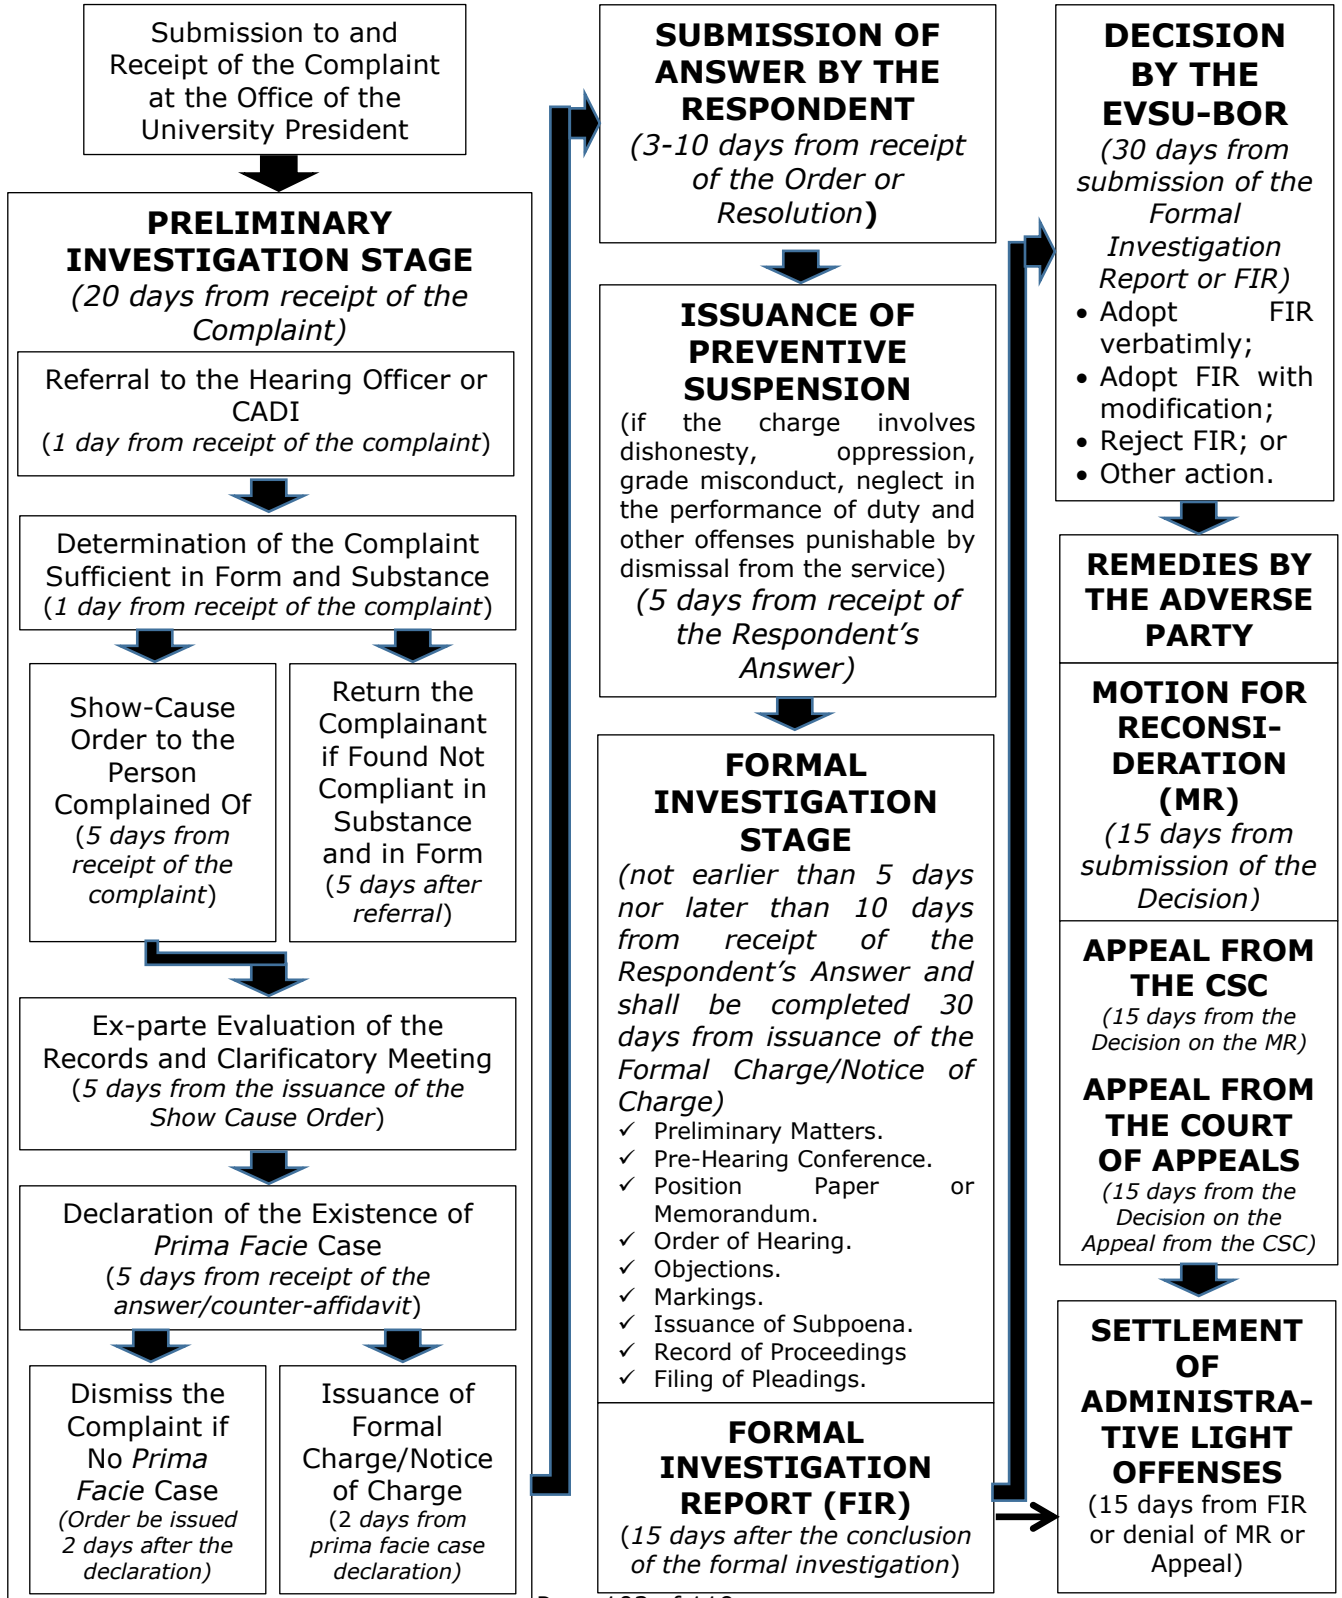 Submission to and
Receipt of the Complaint
at the Office of the
University President
PRELIMINARY
INVESTIGATION STAGE
(20 days from receipt of the
Complaint)
Referral to the Hearing Officer or
CADI
(1 day from receipt of the complaint)
Determination of the Complaint
Sufficient in Form and Substance
(1 day from receipt of the complaint)
Show-Cause
Order to the
Person
Complained Of
(5 days from
receipt of the
complaint)
Return the
Complainant
if Found Not
Compliant in
Substance
and in Form
(5 days after
referral)
Ex-parte Evaluation of the
Records and Clarificatory Meeting
(5 days from the issuance of the
Show Cause Order)
Declaration of the Existence of
Prima Facie Case
(5 days from receipt of the
answer/counter-affidavit)
Dismiss the
Complaint if
No Prima
Facie Case
(Order be issued
2 days after the
declaration)
Issuance of
Formal
Charge/Notice
of Charge
(2 days from
prima facie case
declaration)
SUBMISSION OF
ANSWER BY THE
RESPONDENT
(3-10 days from receipt
of the Order or
Resolution)
ISSUANCE OF
PREVENTIVE
SUSPENSION
(if the charge involves
dishonesty, oppression,
grade misconduct, neglect in
the performance of duty and
other offenses punishable by
dismissal from the service)
(5 days from receipt of
the Respondent's
Answer)
FORMAL
INVESTIGATION
STAGE
(not earlier than 5 days
nor later than 10 days
from receipt of the
Respondent's Answer and
shall be completed 30
days from issuance of the
Formal Charge/Notice of
Charge)
✓ Preliminary Matters.
✓ Pre-Hearing Conference.
✓ Position Paper or
Memorandum.
✓ Order of Hearing.
✓ Objections.
✓ Markings.
✓ Issuance of Subpoena.
✓ Record of Proceedings
✓ Filing of Pleadings.
FORMAL
INVESTIGATION
REPORT (FIR)
(15 days after the conclusion
of the formal investigation)
DECISION
BY THE
EVSU-BOR
(30 days from
submission of the
Formal
Investigation
Report or FIR)
• Adopt FIR
verbatimly;
• Adopt FIR with
modification;
• Reject FIR; or
• Other action.
REMEDIES BY
THE ADVERSE
PARTY
MOTION FOR
RECONSI-
DERATION
(MR)
(15 days from
submission of the
Decision)
APPEAL FROM
THE CSC
(15 days from the
Decision on the MR)
APPEAL FROM
THE COURT
OF APPEALS
(15 days from the
Decision on the
Appeal from the CSC)
SETTLEMENT
OF
ADMINISTRA-
TIVE LIGHT
OFFENSES
(15 days from FIR
or denial of MR or
Appeal)